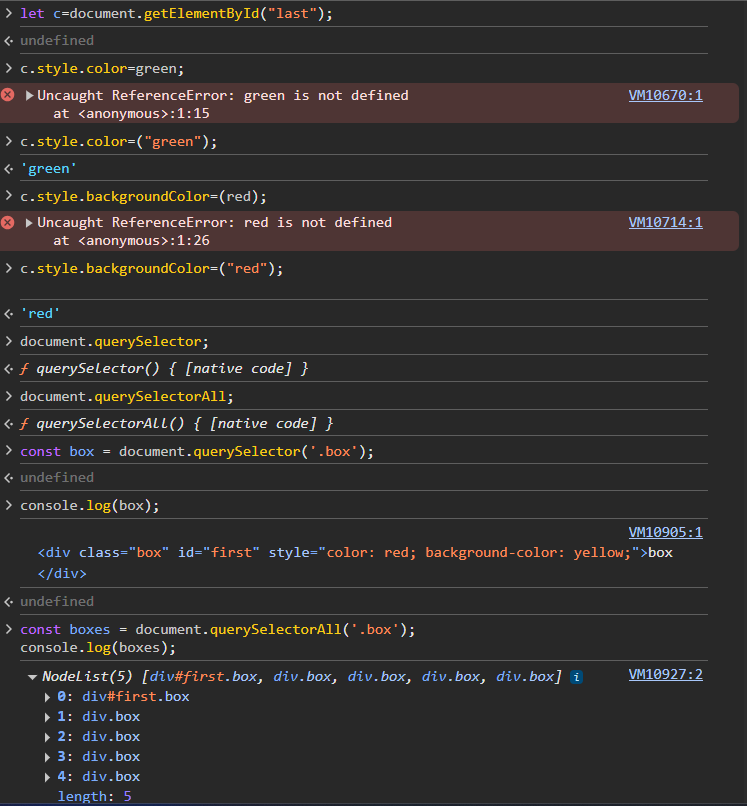 let c=document.getElementById("last");
undefined
c.style.color=green;
Uncaught ReferenceError: green is not defined VM10670:1
at <anonymous>:1:15
c.style.color=("green");
'green'
c.style.backgroundColor=(red);
Uncaught ReferenceError: red is not defined VM10714:1
at <anonymous>:1:26
c.style.backgroundColor=("red");
'red'
document.querySelector;
ƒ querySelector() { [native code] }
document.querySelectorAll;
ƒ querySelectorAll() { [native code] }
const box = document.querySelector('.box');
undefined
console.log(box);
VM10905:1
<div class="box" id="first" style="color: red; background-color: yellow;">box
</div>
undefined
const boxes = document.querySelectorAll('.box');
console.log(boxes);
NodeList(5) [div#first.box, div.box, div.box, div.box, div.box] i VM10927:2
0: div#first.box
1: div.box
2: div.box
3: div.box
4: div.box
length: 5